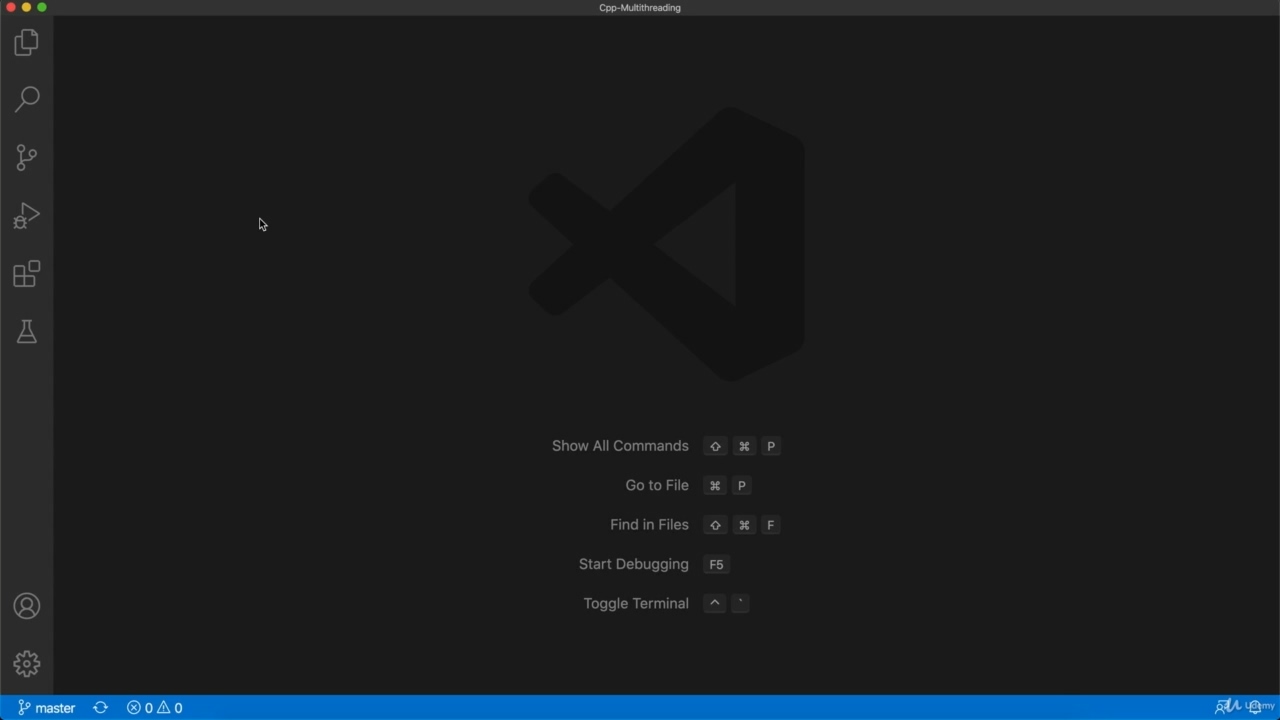 Cpp-Multithreading
Show All Commands ⇧ ⌘ P
Go to File ⌘ P
Find in Files ⇧ ⌘ F
Start Debugging F5
Toggle Terminal ^ `
master 0 0
Udemy